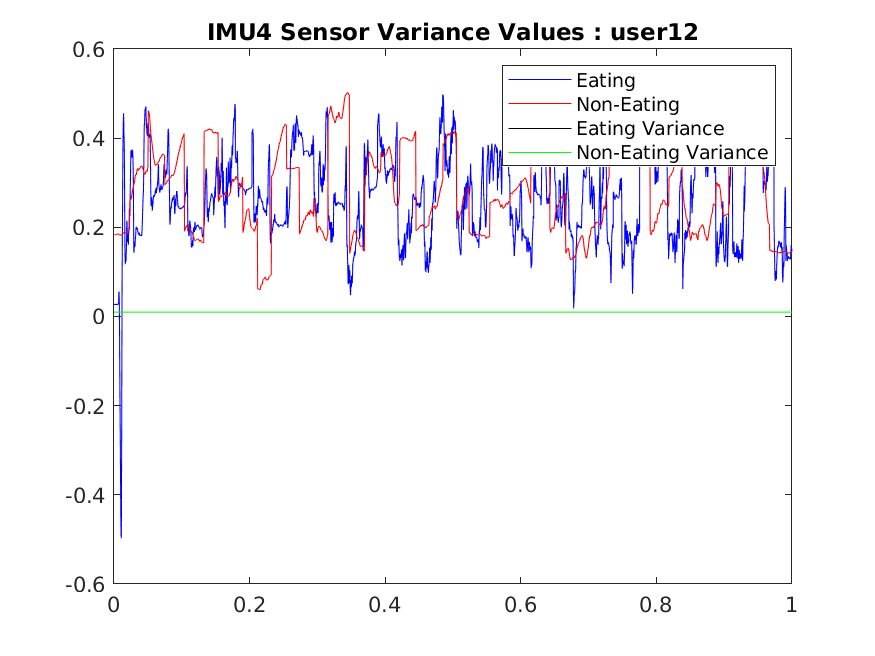 IMU4 Sensor Variance Values : user12
0.6
0.4
0.2
0
-0.2
-0.4
-0.6
Eating
Non-Eating
Eating Variance
Non-Eating Variance
0 0.2 0.4 0.6 0.8 1